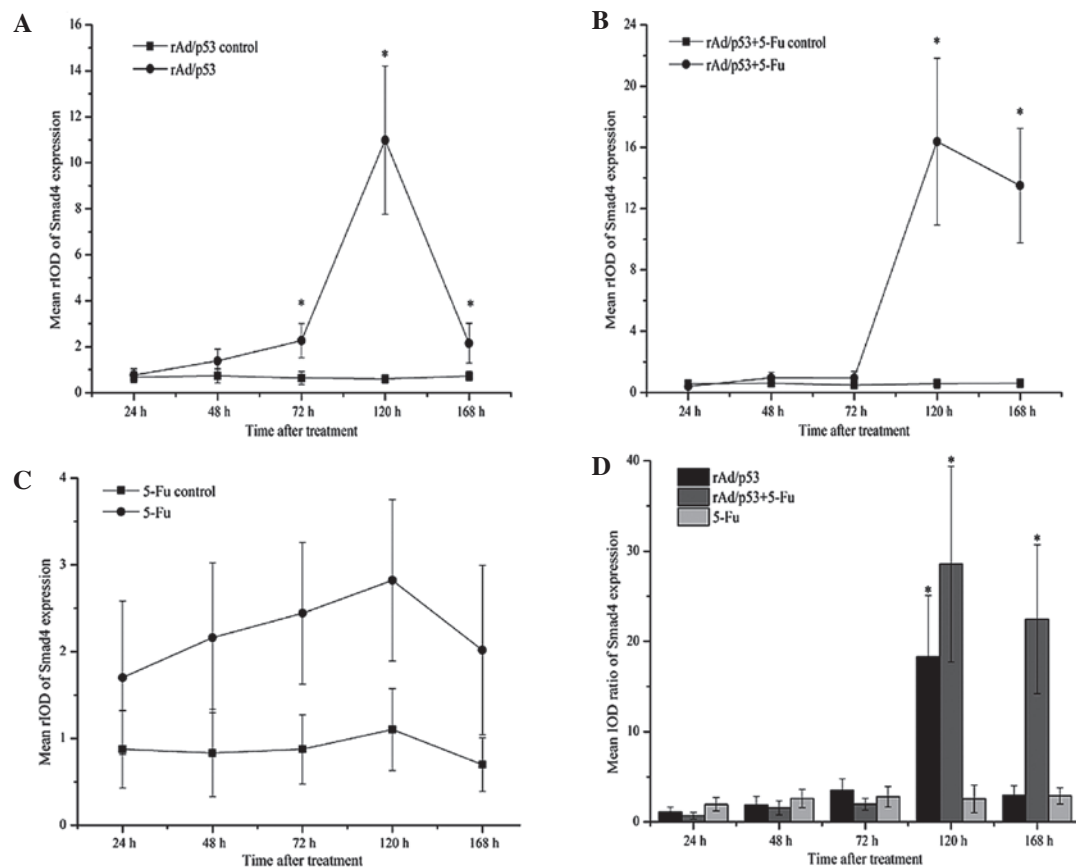 A
Mean rIOD of Smad4 expression
16
14
12
10
8
6
4
2
0
rAd/p53 control
rAd/p53
*
*
*
24 h 48 h 72 h 120 h 168 h
Time after treatment
B
Mean rIOD of Smad4 expression
24
20
16
12
8
4
0
rAd/p53+5-Fu control
rAd/p53+5-Fu
*
*
24 h 48 h 72 h 120 h 168 h
Time after treatment
C
Mean rIOD of Smad4 expression
4
3
2
1
0
5-Fu control
5-Fu
24 h 48 h 72 h 120 h 168 h
Time after treatment
D
Mean IOD ratio of Smad4 expression
40
30
20
10
0
rAd/p53
rAd/p53+5-Fu
5-Fu
*
*
*
24 h 48 h 72 h 120 h 168 h
Time after treatment